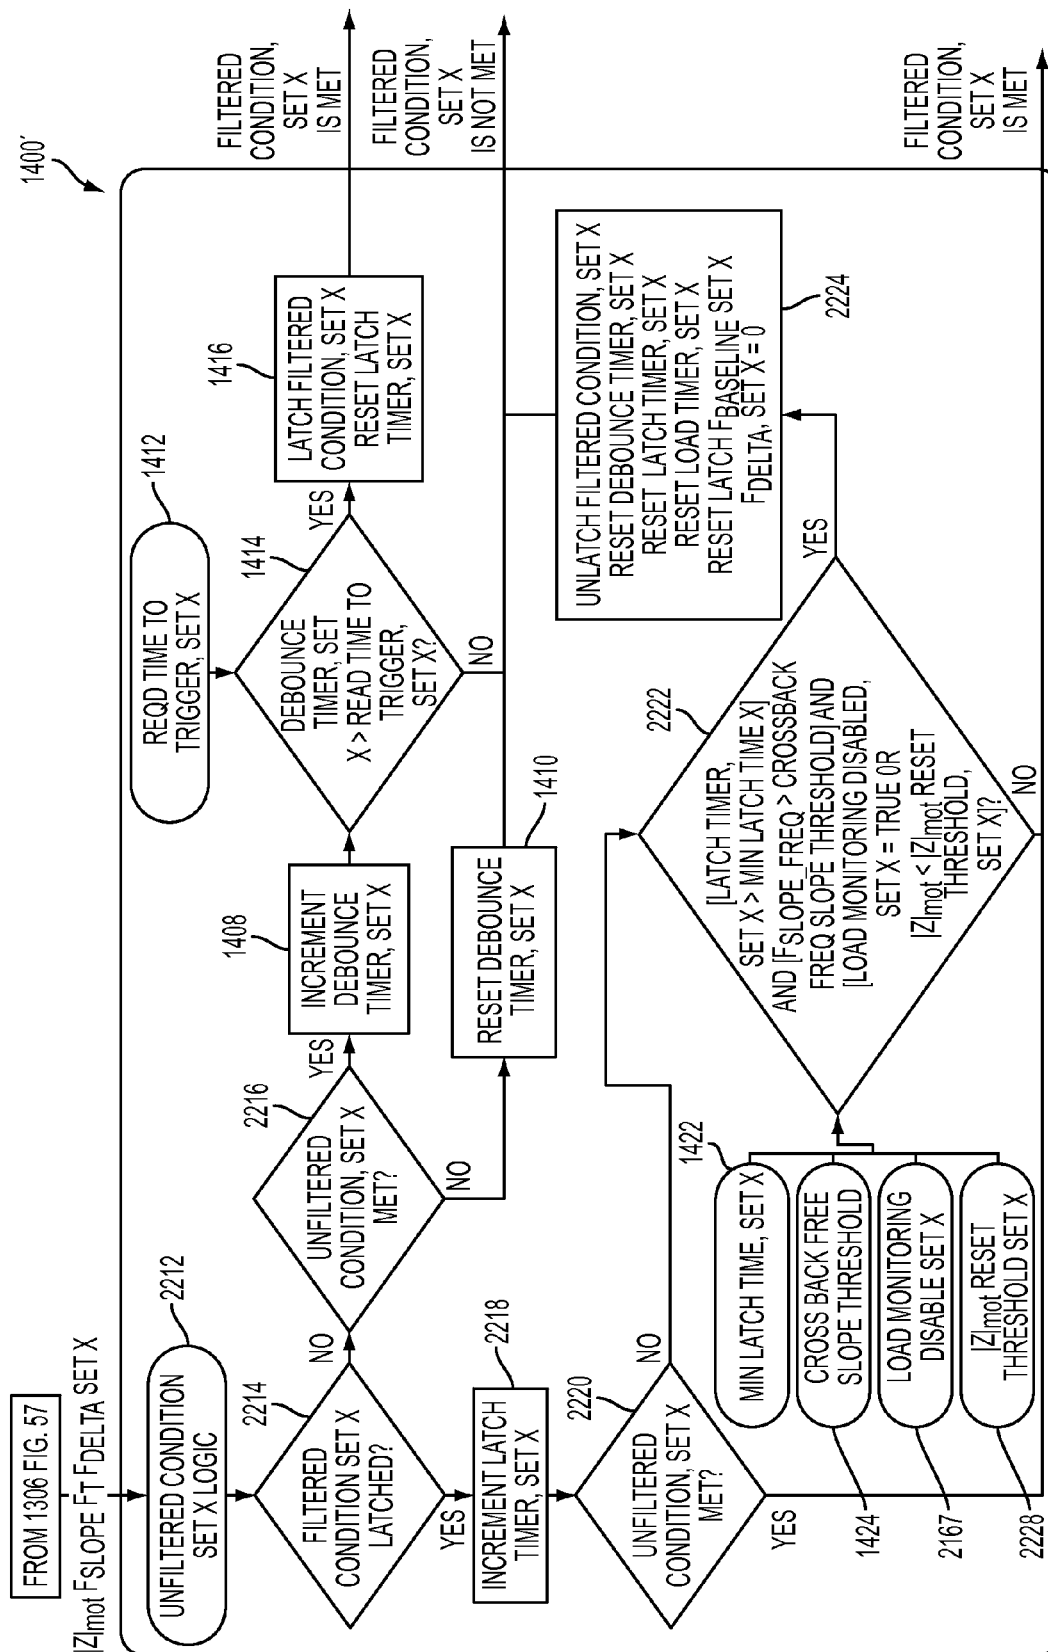 1400'
FROM 1306 FIG. 57
|Z|mot FSLOPE FT FDELTA SET X
2212
UNFILTERED CONDITION
SET X LOGIC
2214
FILTERED
CONDITION SET X
LATCHED?
NO
YES
2216
UNFILTERED
CONDITION, SET X
MET?
YES
NO
1408
INCREMENT
DEBOUNCE
TIMER, SET X
1410
RESET DEBOUNCE
TIMER, SET X
1412
REQD TIME TO
TRIGGER, SET X
1414
DEBOUNCE
TIMER, SET
X > READ TIME TO
TRIGGER,
SET X?
YES
NO
1416
LATCH FILTERED
CONDITION, SET X
RESET LATCH
TIMER, SET X
FILTERED
CONDITION,
SET X
IS MET
FILTERED
CONDITION,
SET X
IS NOT MET
2218
INCREMENT LATCH
TIMER, SET X
2220
UNFILTERED
CONDITION, SET X
MET?
NO
YES
1422
MIN LATCH TIME, SET X
CROSS BACK FREE
SLOPE THRESHOLD
1424
LOAD MONITORING
DISABLE SET X
2167
|Z|mot RESET
THRESHOLD SET X
2228
2222
[LATCH TIMER,
SET X > MIN LATCH TIME X]
AND [FSLOPE_FREQ > CROSSBACK
FREQ SLOPE THRESHOLD] AND
[LOAD MONITORING DISABLED,
SET X = TRUE OR
|Z|mot < |Z|mot RESET
THRESHOLD,
SET X]?
YES
NO
2224
UNLATCH FILTERED CONDITION, SET X
RESET DEBOUNCE TIMER, SET X
RESET LATCH TIMER, SET X
RESET LOAD TIMER, SET X
RESET LATCH FBASELINE SET X
FDELTA, SET X = 0
FILTERED
CONDITION,
SET X
IS MET